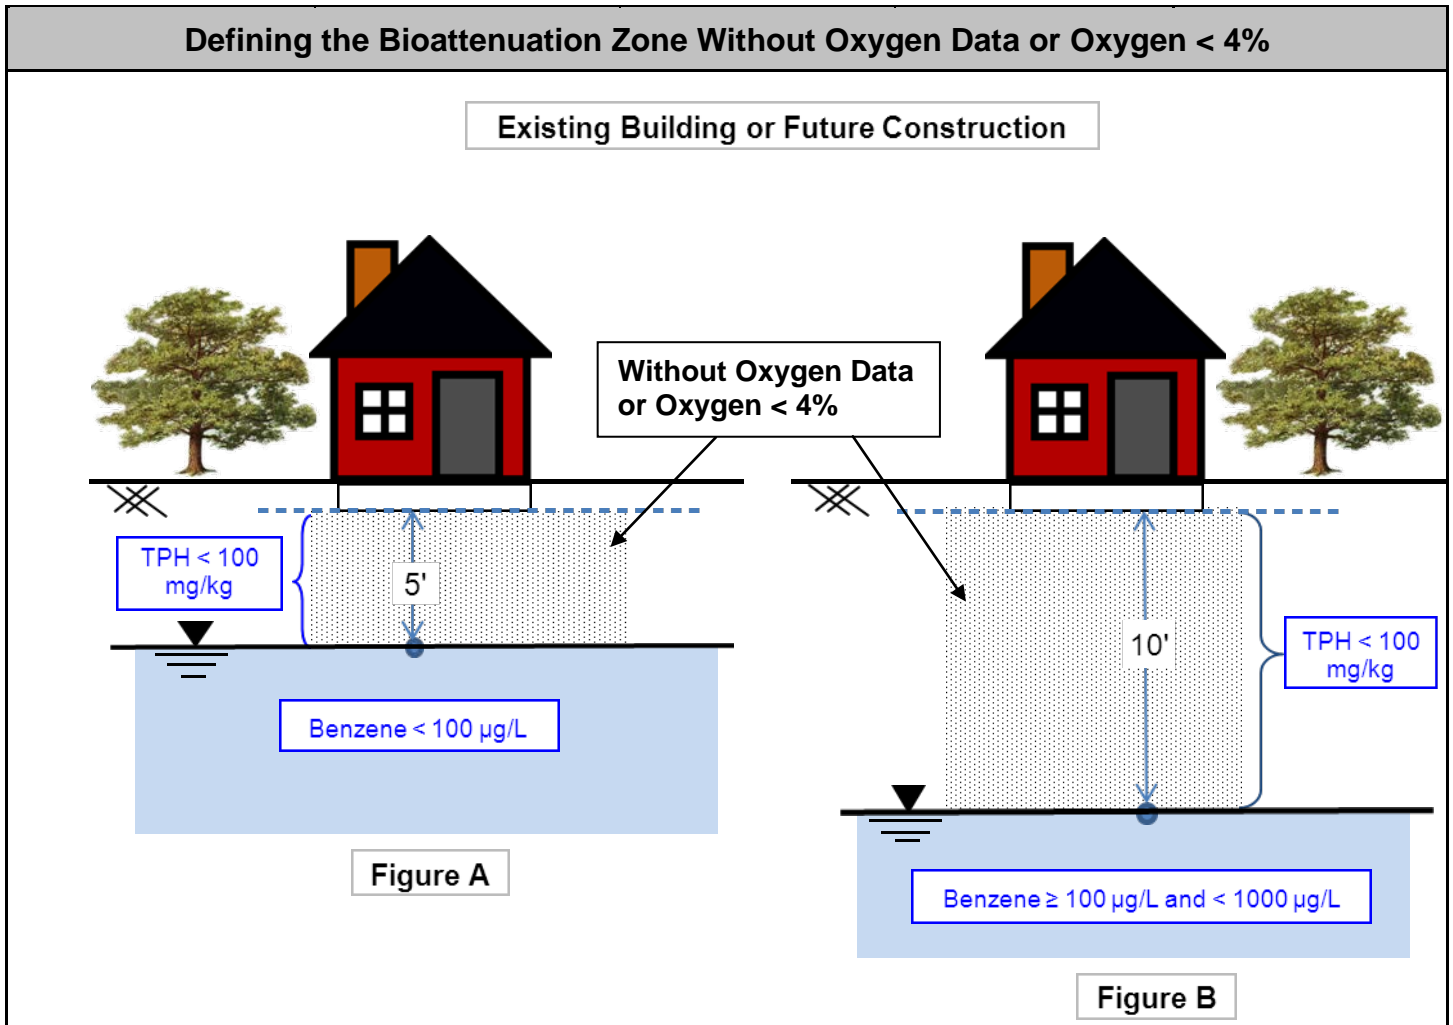 Defining the Bioattenuation Zone Without Oxygen Data or Oxygen < 4%
Existing Building or Future Construction
Without Oxygen Data
or Oxygen < 4%
TPH < 100
mg/kg
5'
Benzene < 100 µg/L
Figure A
10'
TPH < 100
mg/kg
Benzene ≥ 100 µg/L and < 1000 µg/L
Figure B